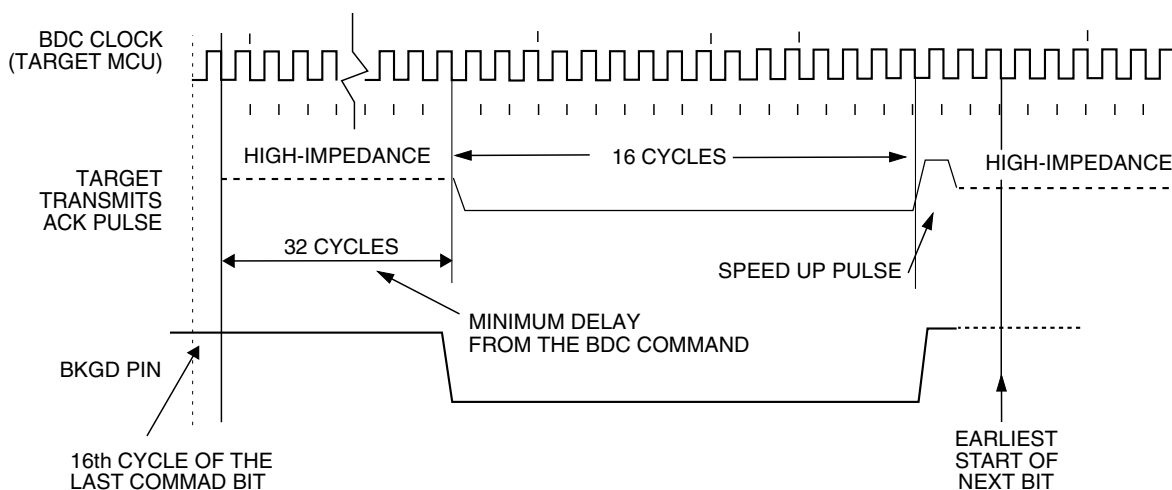 BDC CLOCK
(TARGET MCU)
HIGH-IMPEDANCE
16 CYCLES
HIGH-IMPEDANCE
TARGET
TRANSMITS
ACK PULSE
32 CYCLES
SPEED UP PULSE
MINIMUM DELAY
FROM THE BDC COMMAND
BKGD PIN
16th CYCLE OF THE
LAST COMMAD BIT
EARLIEST
START OF
NEXT BIT